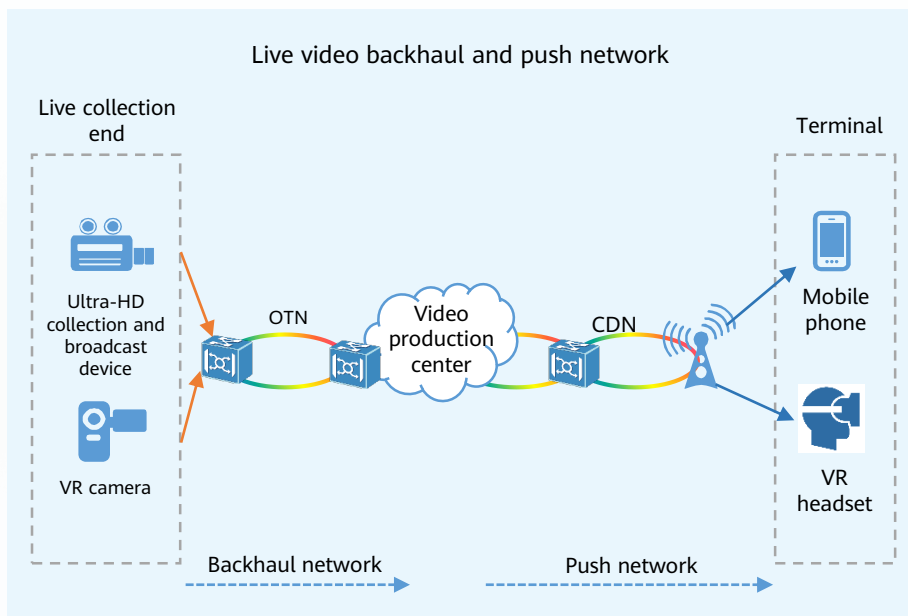 Live video backhaul and push network
Live collection
end
Terminal
Ultra-HD
collection and
broadcast
device
VR camera
OTN
Video
production
center
CDN
Mobile
phone
VR
headset
Backhaul network
Push network